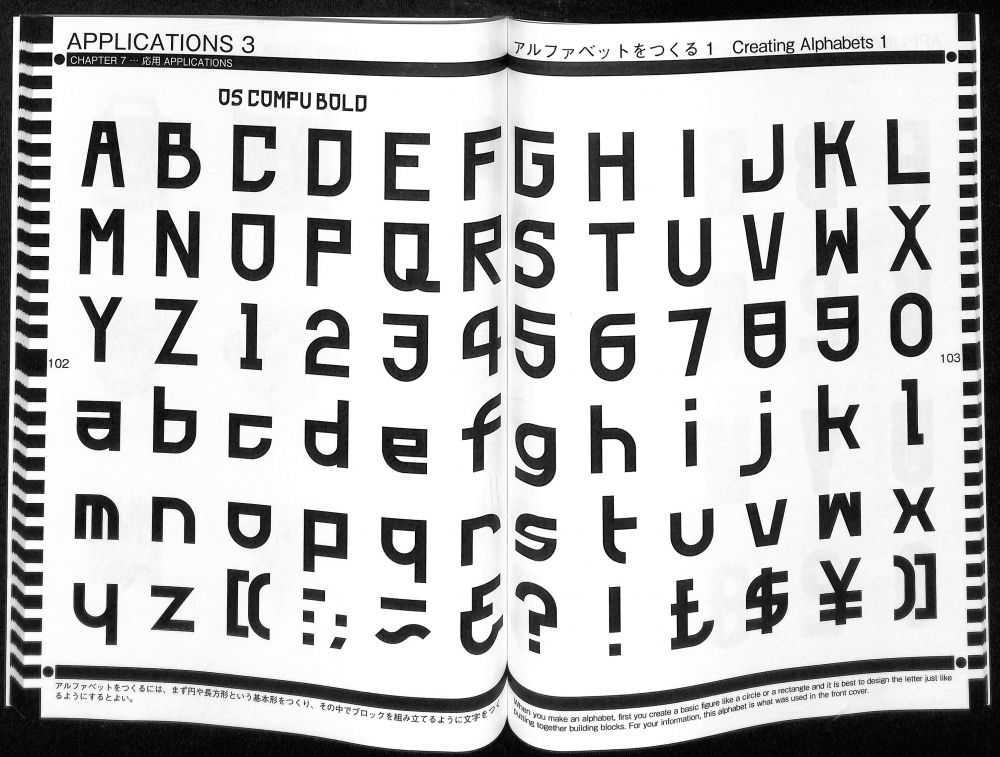 APPLICATIONS 3
CHAPTER 7 … 応用 APPLICATIONS
アルファベットをつくる 1 Creating Alphabets 1
OS COMPU BOLD
A B C D E F G H I J K L
M N O P Q R S T U V W X
Y Z 1 2 3 4 5 6 7 8 9 0
102
103
a b c d e f g h i j k l
m n o p q r s t u v w x
y z [ ( : ; ~ & ? ! £ $ ¥ ) ]
アルファベットをつくるには、まず円や長方形という基本形をつくり、その中でブロックを組み立てるように文字をつく
るようにするとよい。
When you make an alphabet, first you create a basic figure like a circle or a rectangle and it is best to design the letter just like
putting together building blocks. For your information, this alphabet is what was used in the front cover.